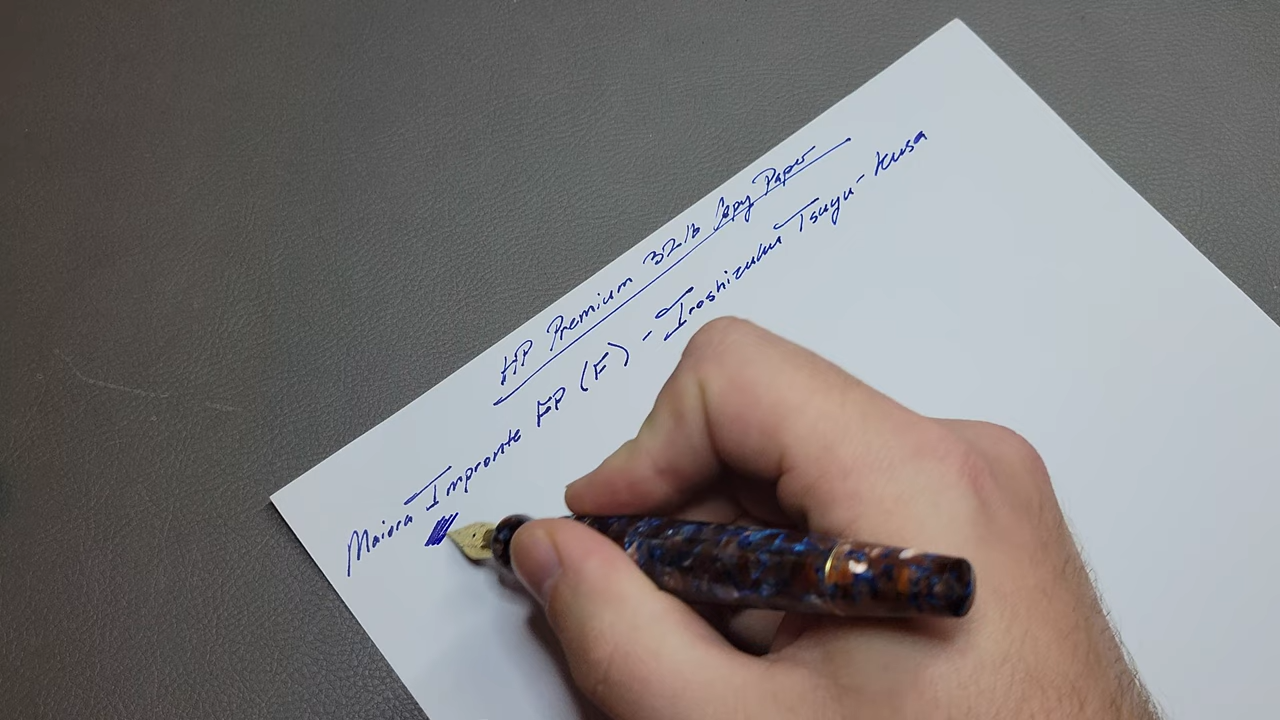 HP Premium 32lb Copy Paper
Maiora Impronte FP (F) - Iroshizuku Tsuyu-kusa